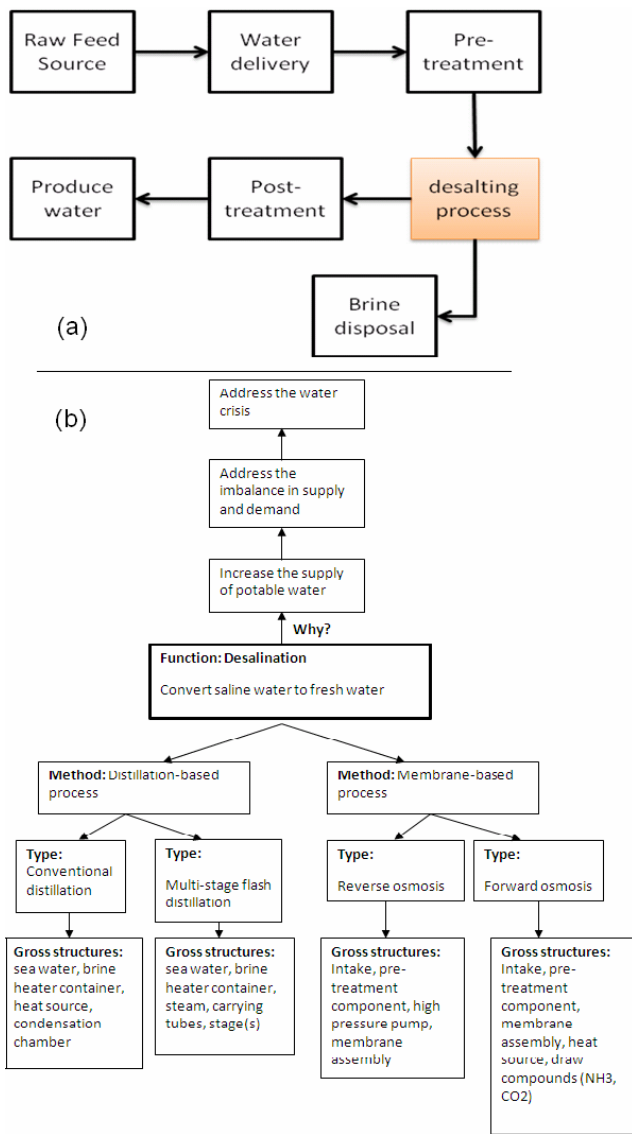 Raw Feed
Source
Water
delivery
Pre-
treatment
Produce
water
Post-
treatment
desalting
process
Brine
disposal
(a)
(b)
Address the water
crisis
Address the
imbalance in supply
and demand
Increase the supply
of potable water
Why?
Function: Desalination
Convert saline water to fresh water
Method: Distillation-based
process
Method: Membrane-based
process
Type:
Conventional
distillation
Type:
Multi-stage flash
distillation
Type:
Reverse osmosis
Type:
Forward osmosis
Gross structures:
sea water, brine
heater container,
heat source,
condensation
chamber
Gross structures:
sea water, brine
heater container,
steam, carrying
tubes, stage(s)
Gross structures:
Intake, pre-
treatment
component, high
pressure pump,
membrane
assembly
Gross structures:
Intake, pre-
treatment
component,
membrane
assembly, heat
source, draw
compounds (NH3,
CO2)